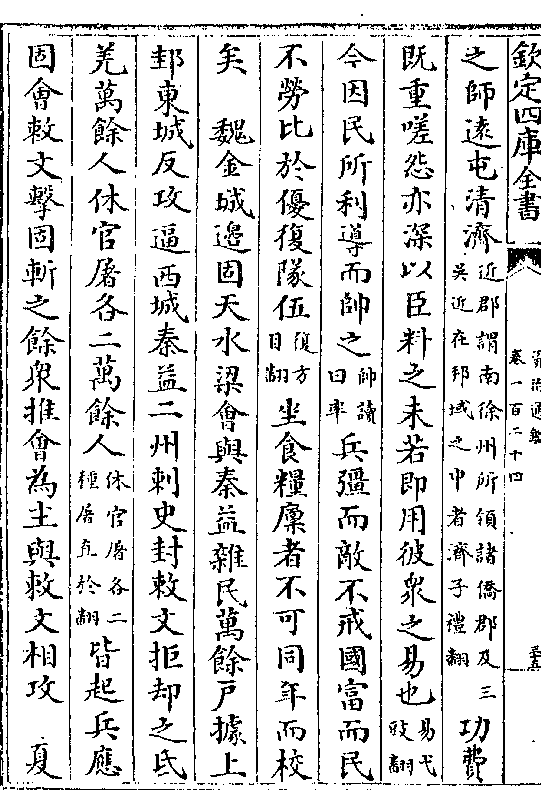 欽定四庫全書
資治通鑑
卷一百二十四
之師遠屯清濟近郡謂南徐州所領諸僑郡及三吳近在邦域之中者濟子禮翻功費
既重嗟怨亦深以臣料之未若即用彼衆之易也易弋豉翻
今因民所利導而帥之帥讀曰率兵彊而敵不戒國富而民
不勞比於優復隊伍復方目翻坐食糧廩者不可同年而校
矣　魏金城邊固天水梁會與秦益雜民萬餘戶據上
邽東城反攻逼西城秦益二州刺史封敕文拒却之氐
羌萬餘人休官屠各二萬餘人休官屠各二種屠直於翻皆起兵應
固會敕文擊固斬之餘衆推會為主與敕文相攻　夏